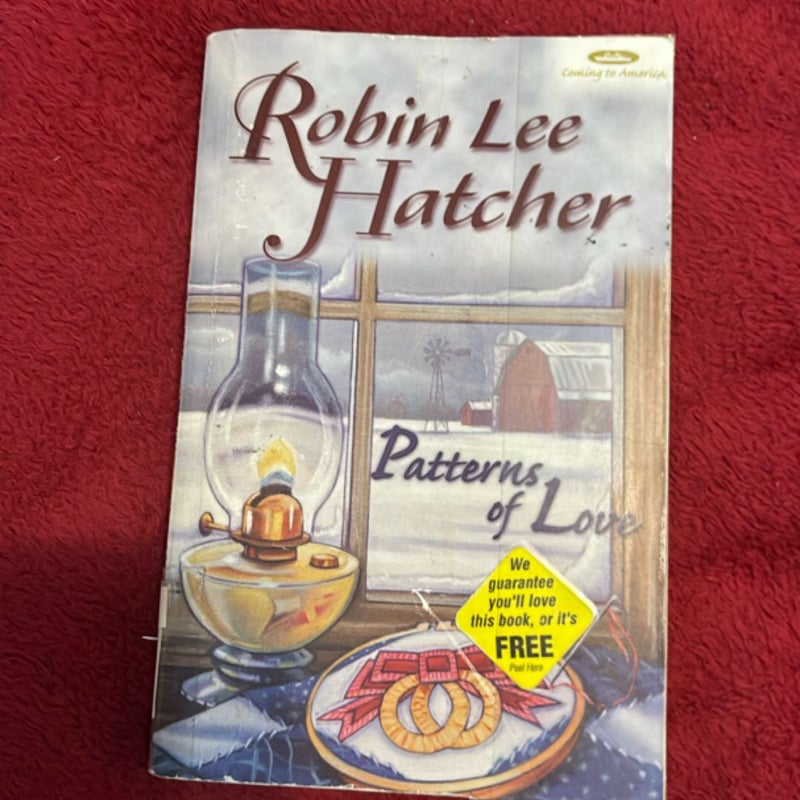 Coming to America
Robin Lee
Hatcher
Patterns
of Love
We
guarantee
you'll love
this book, or it's
FREE
Peel Here